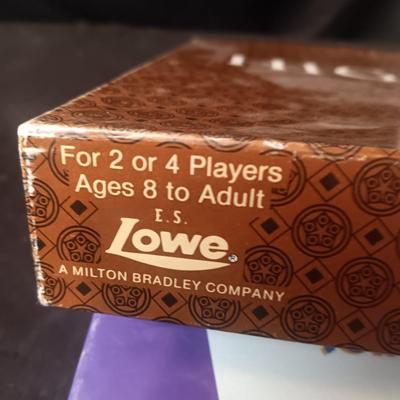 For 2 or 4 Players
Ages 8 to Adult
E.S.
Lowe®
A MILTON BRADLEY COMPANY